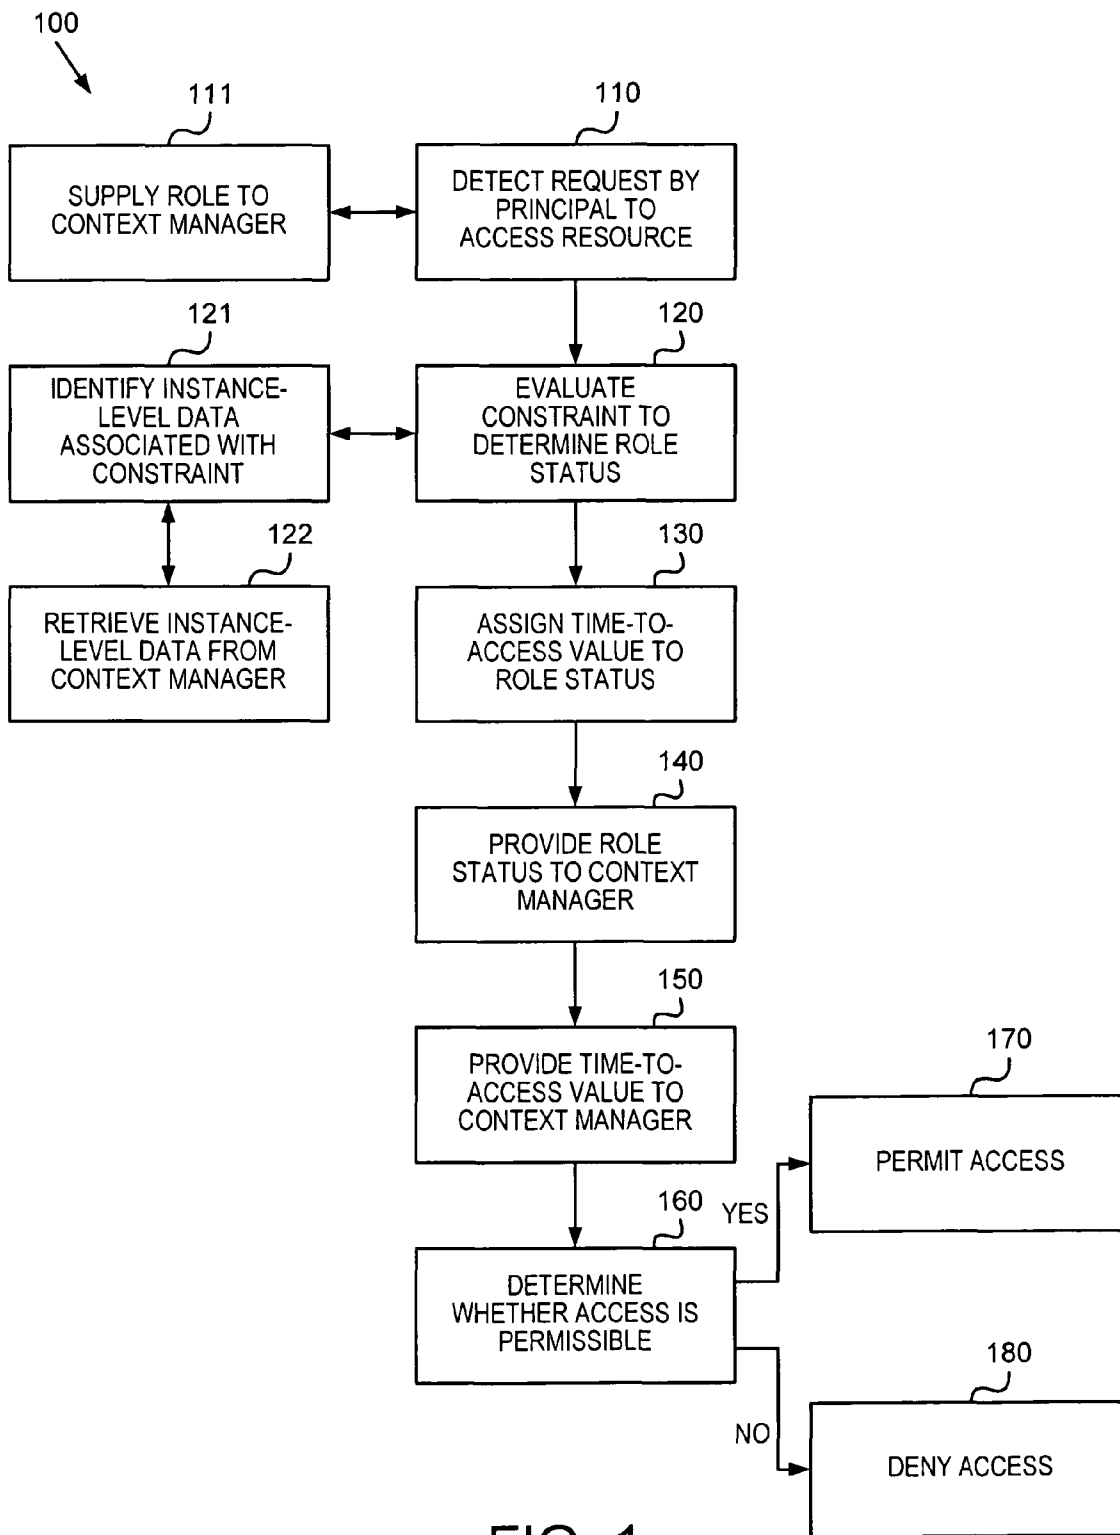 100
111
SUPPLY ROLE TO
CONTEXT MANAGER
110
DETECT REQUEST BY
PRINCIPAL TO
ACCESS RESOURCE
121
IDENTIFY INSTANCE-
LEVEL DATA
ASSOCIATED WITH
CONSTRAINT
120
EVALUATE
CONSTRAINT TO
DETERMINE ROLE
STATUS
122
RETRIEVE INSTANCE-
LEVEL DATA FROM
CONTEXT MANAGER
130
ASSIGN TIME-TO-
ACCESS VALUE TO
ROLE STATUS
140
PROVIDE ROLE
STATUS TO CONTEXT
MANAGER
150
PROVIDE TIME-TO-
ACCESS VALUE TO
CONTEXT MANAGER
160
DETERMINE
WHETHER ACCESS IS
PERMISSIBLE
YES
170
PERMIT ACCESS
NO
180
DENY ACCESS
FIG. 1